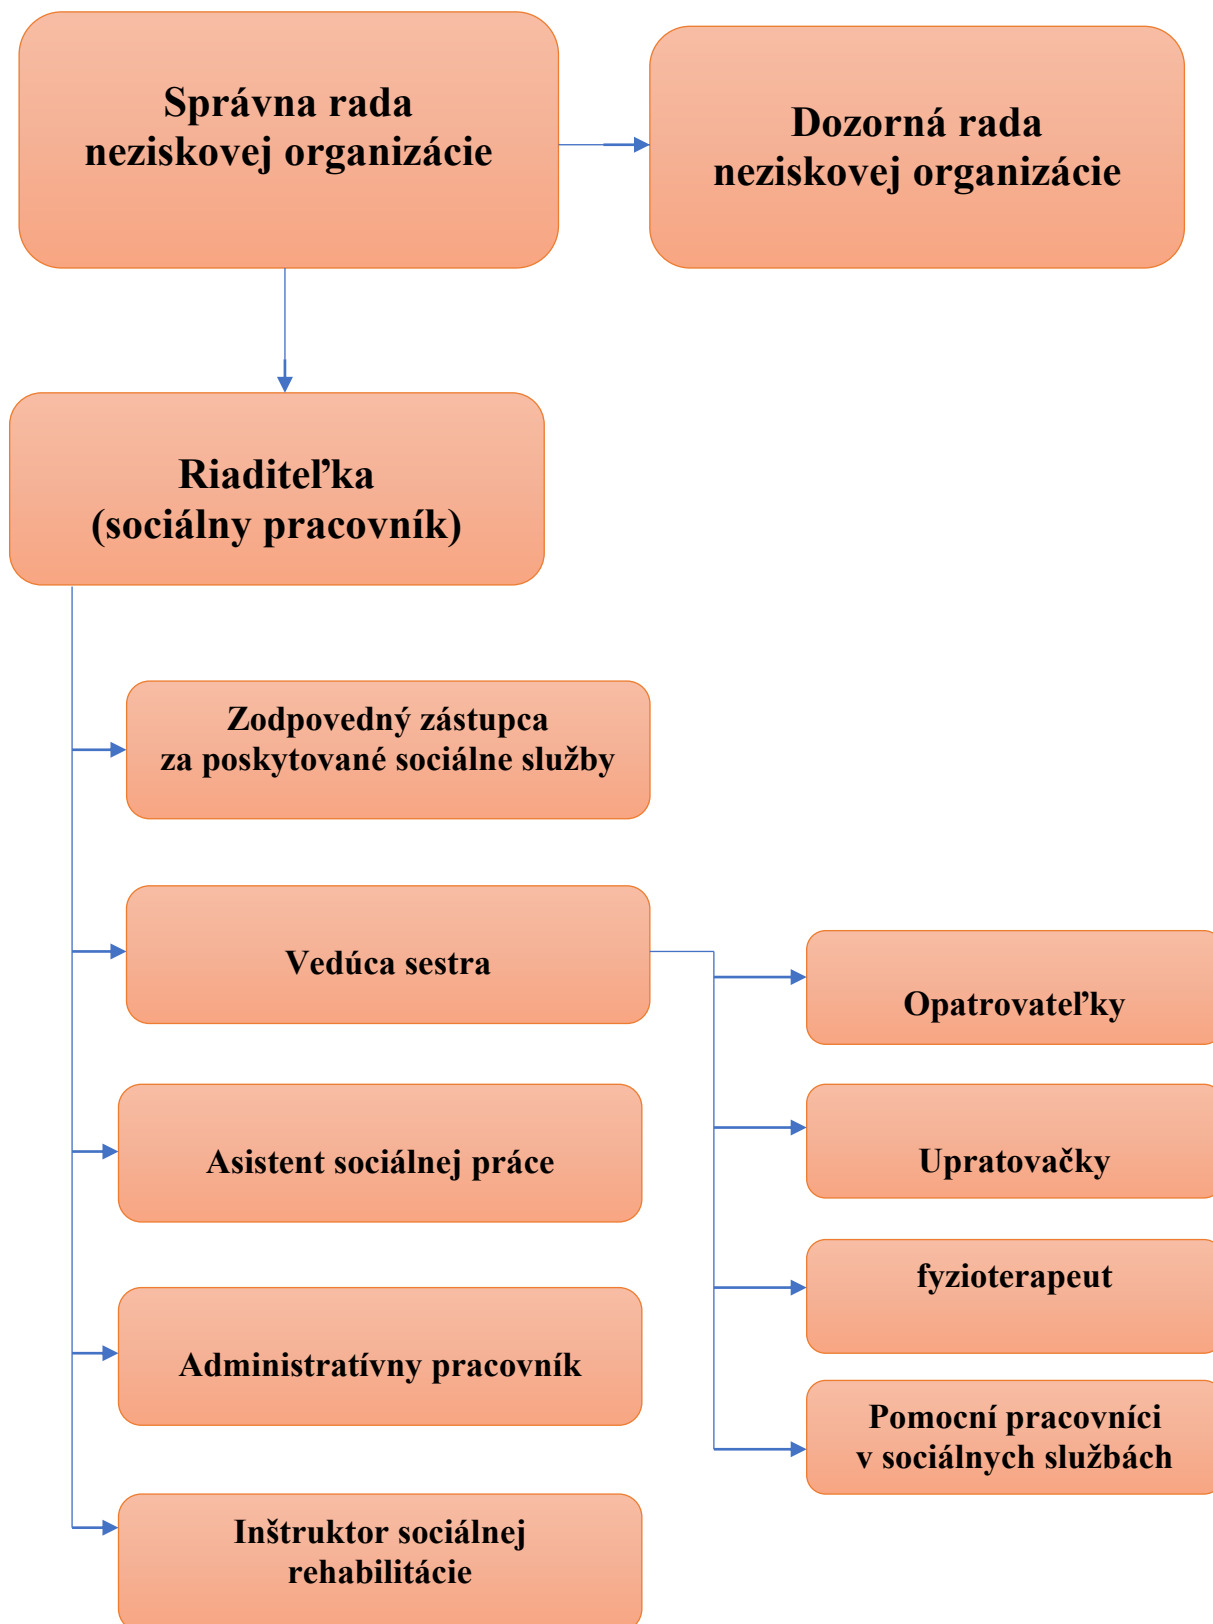 Správna rada
neziskovej organizácie
Dozorná rada
neziskovej organizácie
Riaditeľka
(sociálny pracovník)
Zodpovedný zástupca
za poskytované sociálne služby
Vedúca sestra
Opatrovateľky
Asistent sociálnej práce
Upratovačky
fyzioterapeut
Administratívny pracovník
Pomocní pracovníci
v sociálnych službách
Inštruktor sociálnej
rehabilitácie